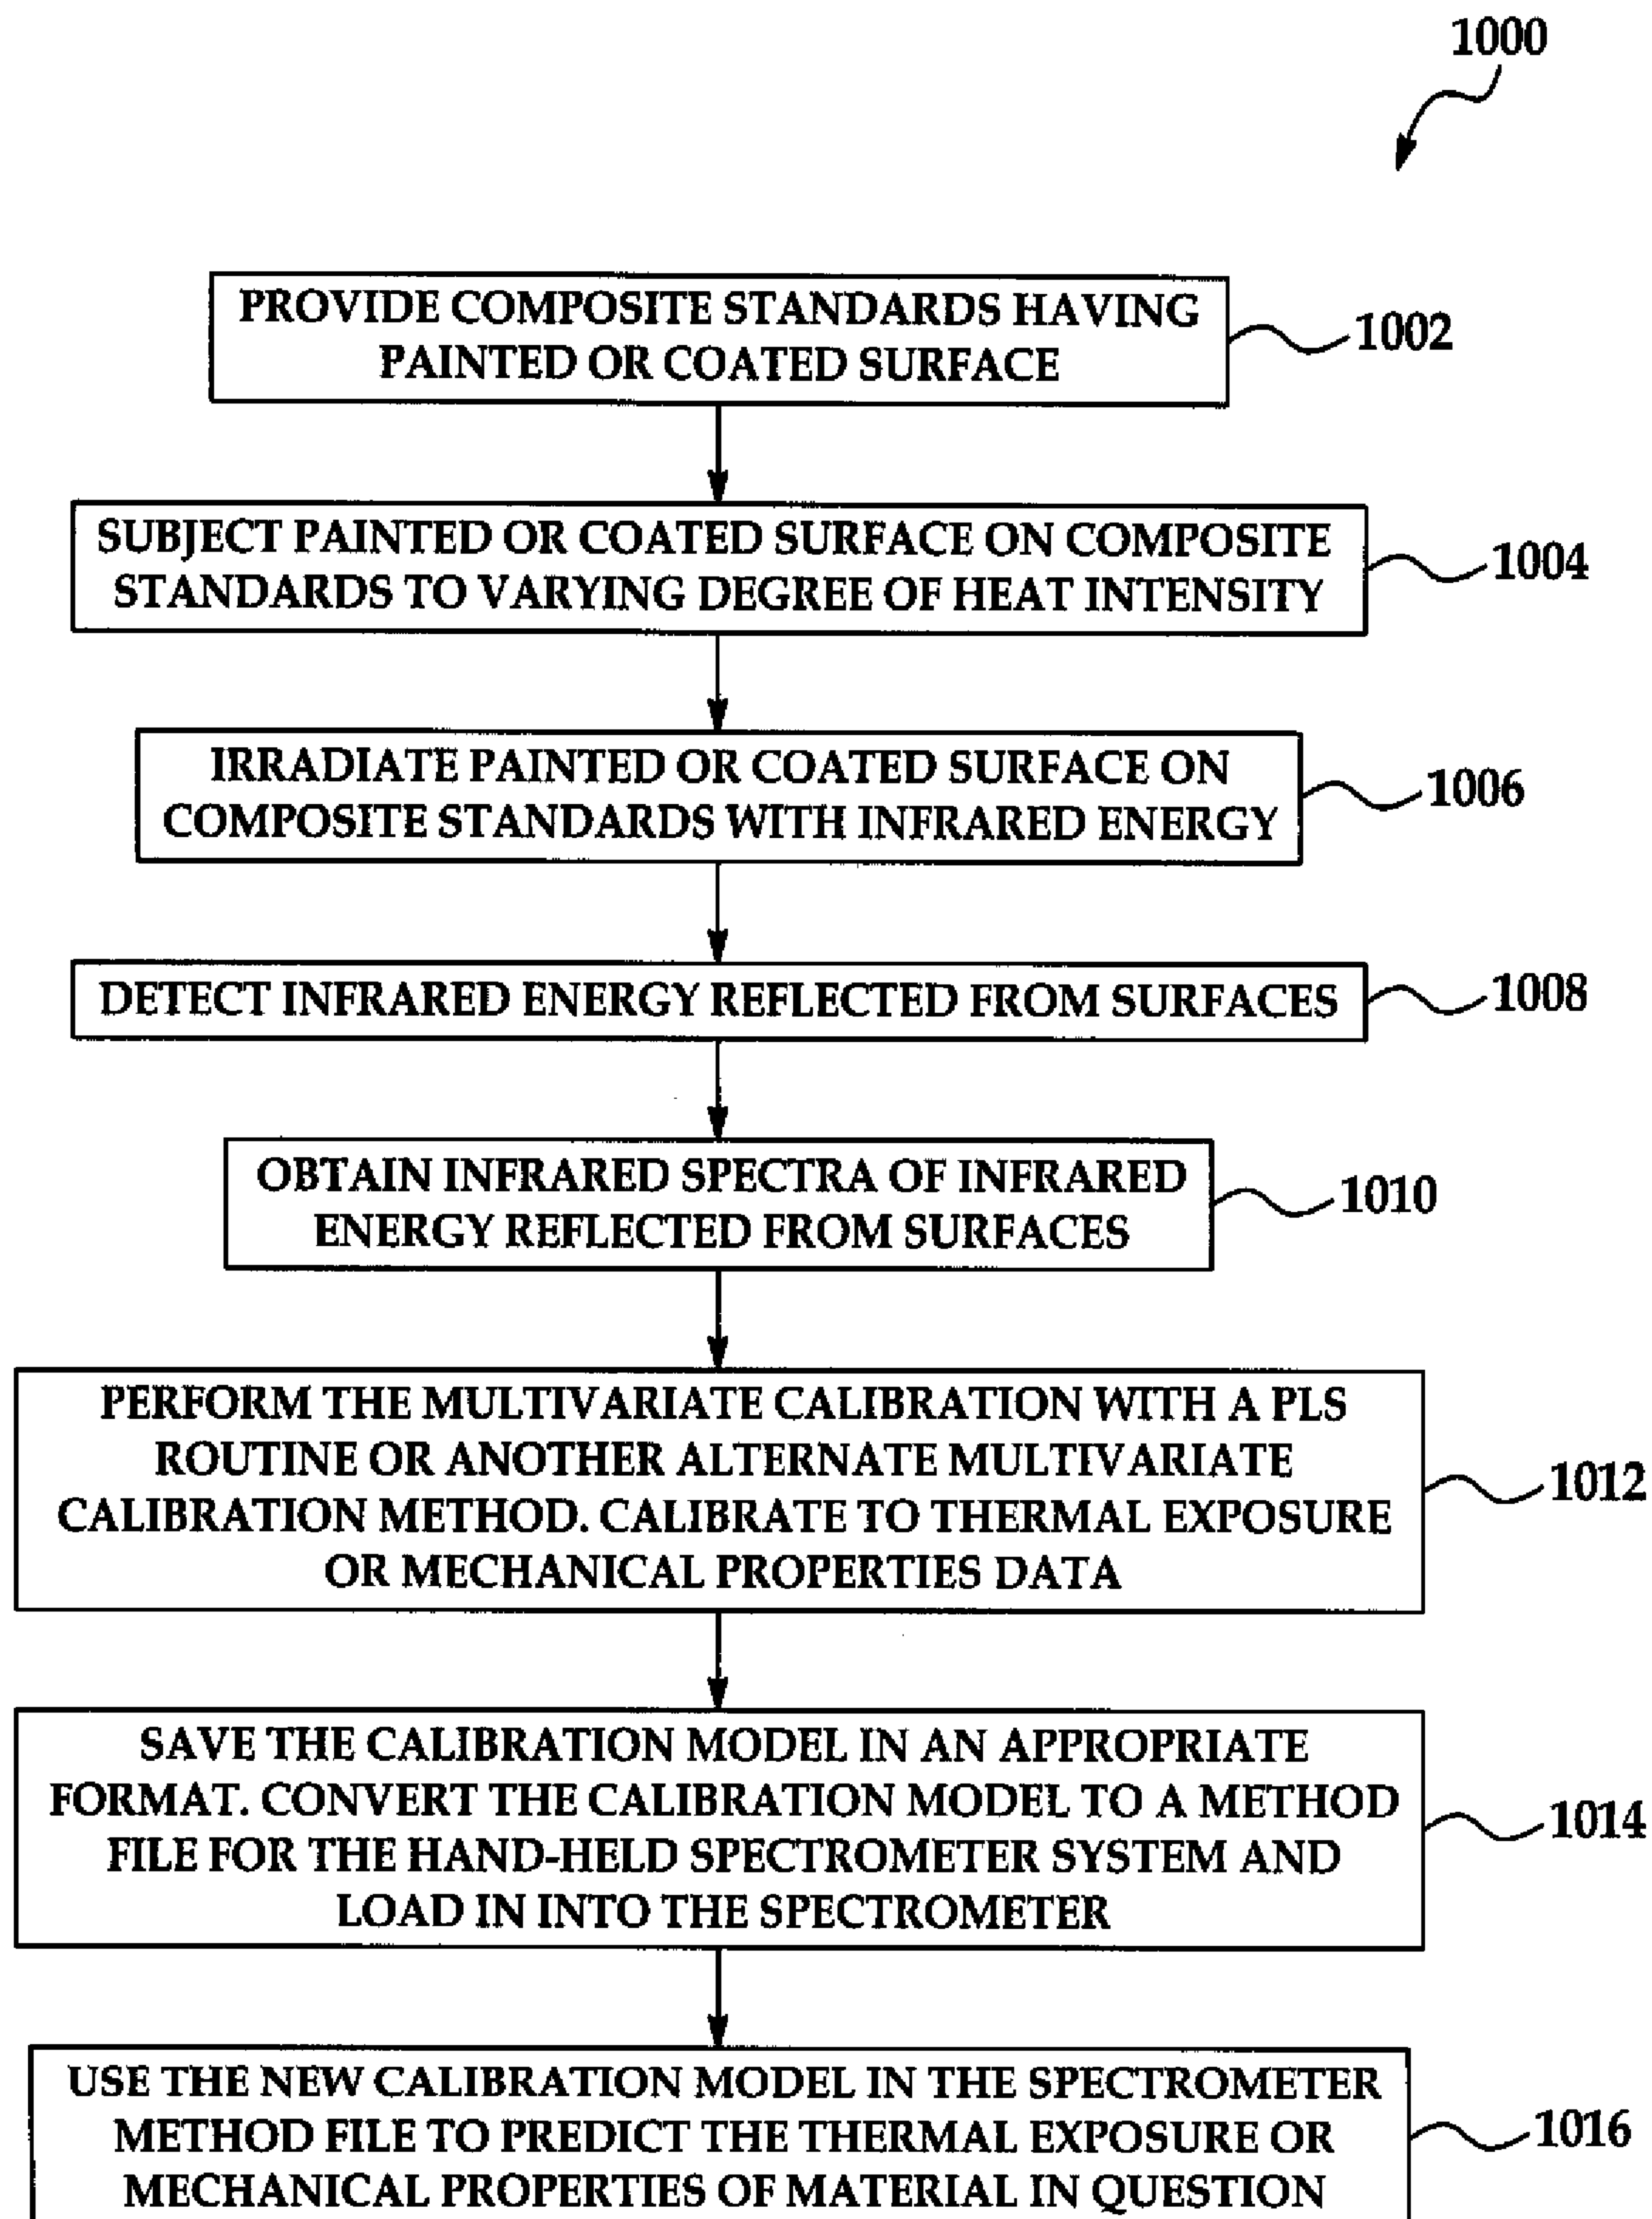 1000
PROVIDE COMPOSITE STANDARDS HAVING
PAINTED OR COATED SURFACE
1002
SUBJECT PAINTED OR COATED SURFACE ON COMPOSITE
STANDARDS TO VARYING DEGREE OF HEAT INTENSITY
1004
IRRADIATE PAINTED OR COATED SURFACE ON
COMPOSITE STANDARDS WITH INFRARED ENERGY
1006
DETECT INFRARED ENERGY REFLECTED FROM SURFACES
1008
OBTAIN INFRARED SPECTRA OF INFRARED
ENERGY REFLECTED FROM SURFACES
1010
PERFORM THE MULTIVARIATE CALIBRATION WITH A PLS
ROUTINE OR ANOTHER ALTERNATE MULTIVARIATE
CALIBRATION METHOD. CALIBRATE TO THERMAL EXPOSURE
OR MECHANICAL PROPERTIES DATA
1012
SAVE THE CALIBRATION MODEL IN AN APPROPRIATE
FORMAT. CONVERT THE CALIBRATION MODEL TO A METHOD
FILE FOR THE HAND-HELD SPECTROMETER SYSTEM AND
LOAD IN INTO THE SPECTROMETER
1014
USE THE NEW CALIBRATION MODEL IN THE SPECTROMETER
METHOD FILE TO PREDICT THE THERMAL EXPOSURE OR
MECHANICAL PROPERTIES OF MATERIAL IN QUESTION
1016